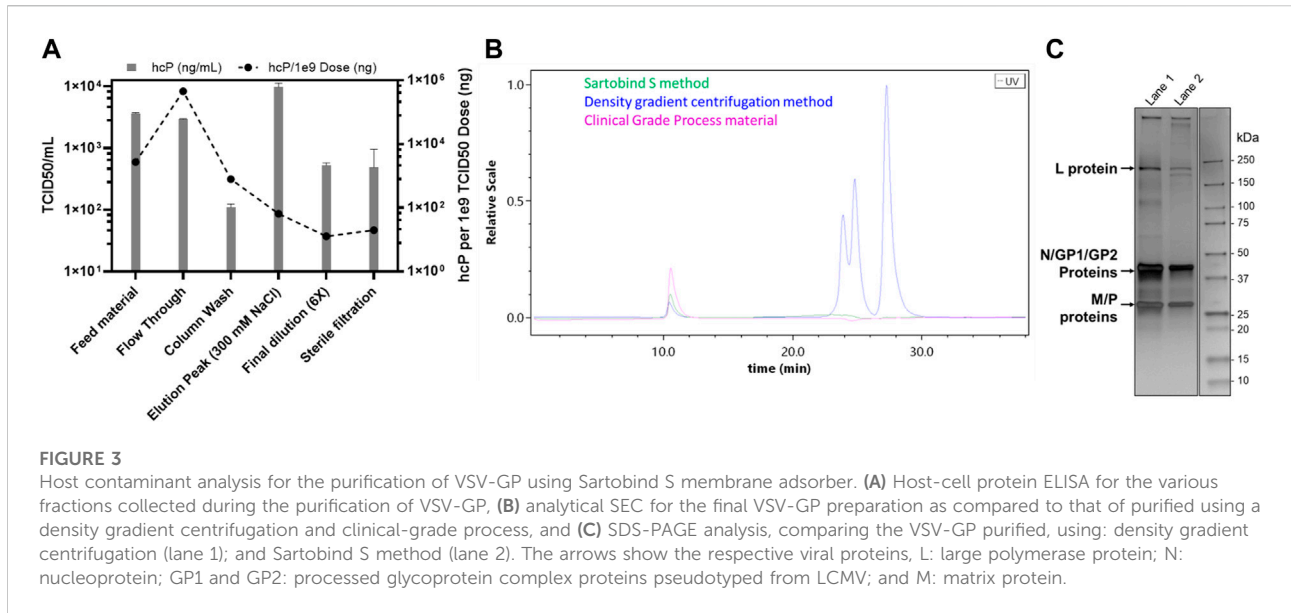 A
hcP (ng/mL)
hcP/1e9 Dose (ng)
TCID50/mL
1×10⁴
1×10³
1×10²
1×10¹
hcP per 1e9 TCID50 Dose (ng)
1×10⁶
1×10⁴
1×10²
1×10⁰
Feed material
Flow Through
Column Wash
Elution Peak (300 mM NaCl)
Final dilution (6X)
Sterile filtration
B
Sartobind S method
Density gradient centrifugation method
Clinical Grade Process material
UV
Relative Scale
1.0
0.5
0.0
10.0
20.0
30.0
time (min)
C
Lane 1
Lane 2
kDa
L protein
N/GP1/GP2
Proteins
M/P
proteins
250
150
100
75
50
37
25
20
15
10
FIGURE 3
Host contaminant analysis for the purification of VSV-GP using Sartobind S membrane adsorber. (A) Host-cell protein ELISA for the various
fractions collected during the purification of VSV-GP, (B) analytical SEC for the final VSV-GP preparation as compared to that of purified using a
density gradient centrifugation and clinical-grade process, and (C) SDS-PAGE analysis, comparing the VSV-GP purified, using: density gradient
centrifugation (lane 1); and Sartobind S method (lane 2). The arrows show the respective viral proteins, L: large polymerase protein; N:
nucleoprotein; GP1 and GP2: processed glycoprotein complex proteins pseudotyped from LCMV; and M: matrix protein.